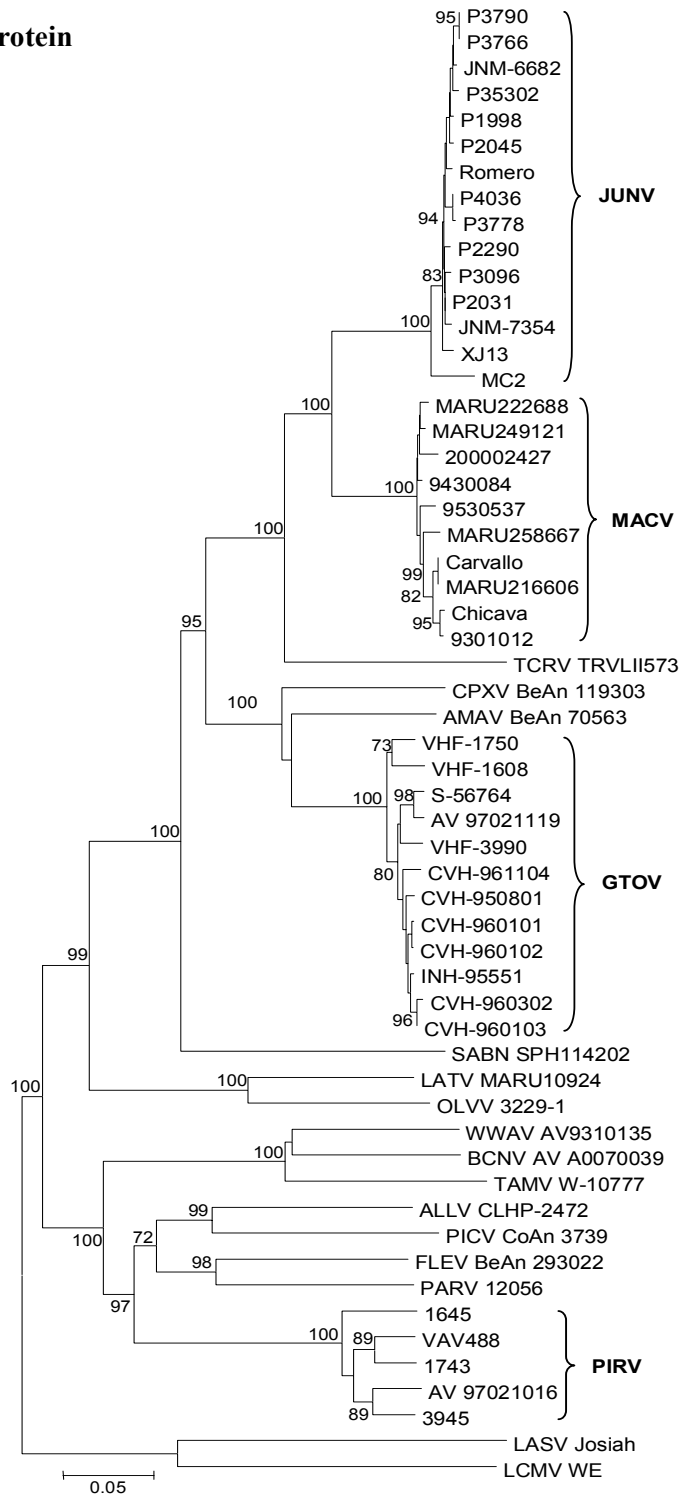 rotein
95
P3790
P3766
JNM-6682
P35302
P1998
P2045
Romero
P4036
JUNV
P3778
94
P2290
P3096
83
P2031
JNM-7354
100
XJ13
MC2
MARU222688
100
MARU249121
200002427
9430084
100
9530537
MACV
MARU258667
100
Carvallo
99
MARU216606
82
Chicava
95
9301012
95
TCRV TRVLII573
CPXV BeAn 119303
100
AMAV BeAn 70563
VHF-1750
73
VHF-1608
S-56764
98
100
AV 97021119
VHF-3990
100
CVH-961104
80
GTOV
CVH-950801
CVH-960101
CVH-960102
99
INH-95551
CVH-960302
96
CVH-960103
SABN SPH114202
LATV MARU10924
100
100
OLVV 3229-1
WWAV AV9310135
100
BCNV AV A0070039
TAMV W-10777
ALLV CLHP-2472
99
PICV CoAn 3739
100
72
FLEV BeAn 293022
98
PARV 12056
97
1645
100
VAV488
89
1743
PIRV
AV 97021016
89
3945
LASV Josiah
LCMV WE
0.05